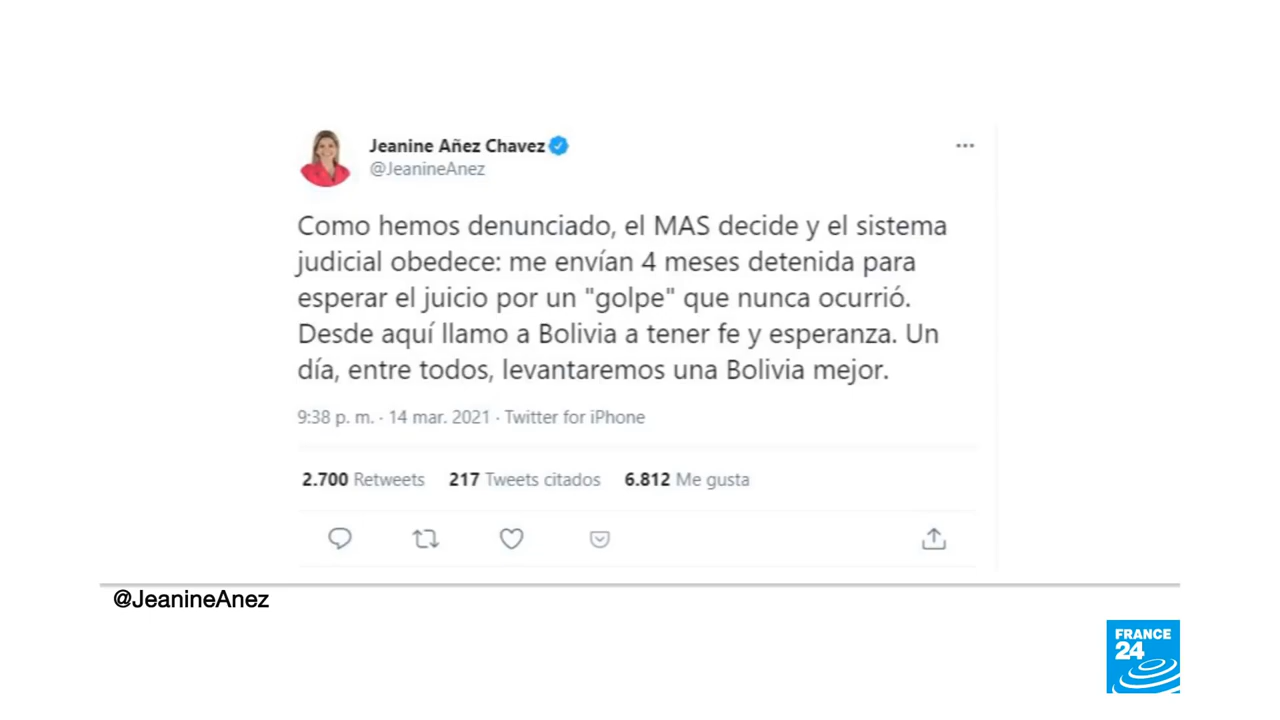 Jeanine Añez Chavez
@JeanineAnez
Como hemos denunciado, el MAS decide y el sistema
judicial obedece: me envían 4 meses detenida para
esperar el juicio por un "golpe" que nunca ocurrió.
Desde aquí llamo a Bolivia a tener fe y esperanza. Un
día, entre todos, levantaremos una Bolivia mejor.
9:38 p. m. · 14 mar. 2021 · Twitter for iPhone
2.700 Retweets 217 Tweets citados 6.812 Me gusta
@JeanineAnez
FRANCE
24